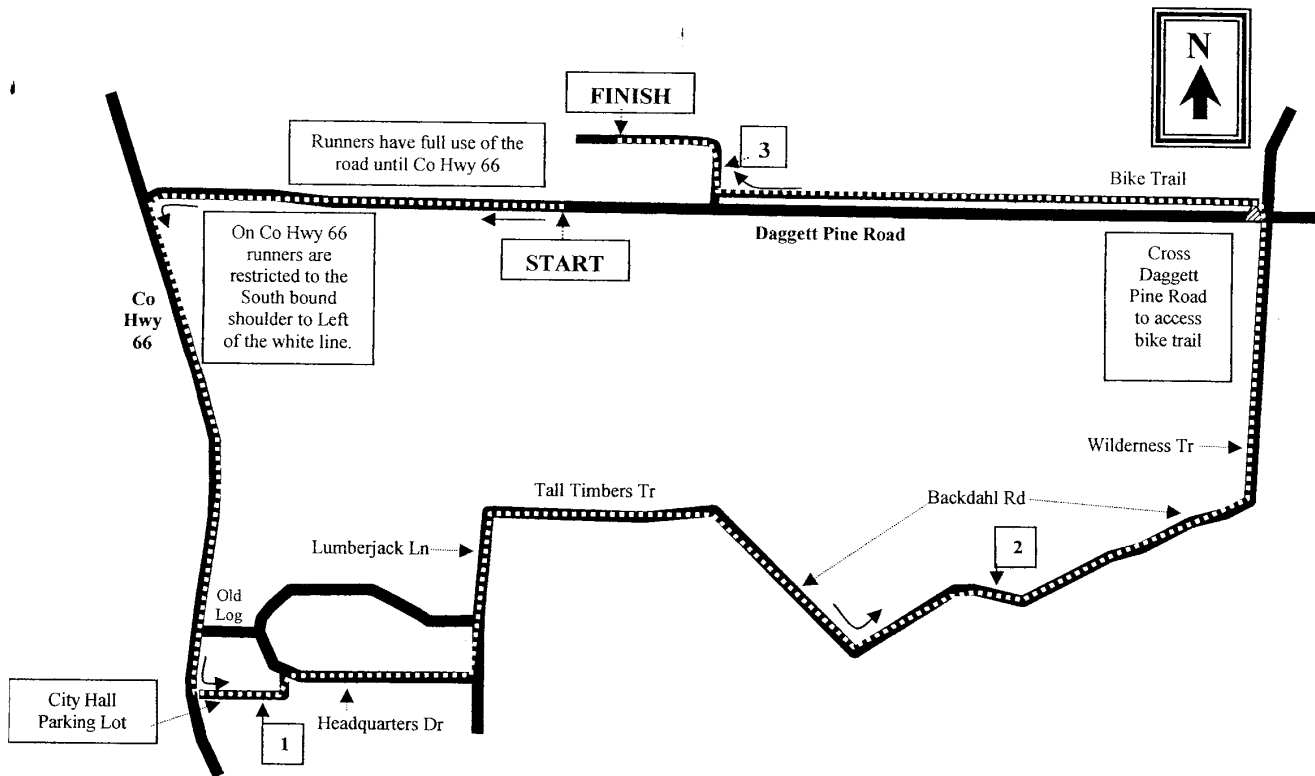 N
FINISH
Runners have full use of the
road until Co Hwy 66
3
Bike Trail
On Co Hwy 66
runners are
restricted to the
South bound
shoulder to Left
of the white line.
START
Daggett Pine Road
Cross
Daggett
Pine Road
to access
bike trail
Co
Hwy
66
Wilderness Tr
Tall Timbers Tr
Backdahl Rd
Lumberjack Ln
2
Old
Log
City Hall
Parking Lot
Headquarters Dr
1